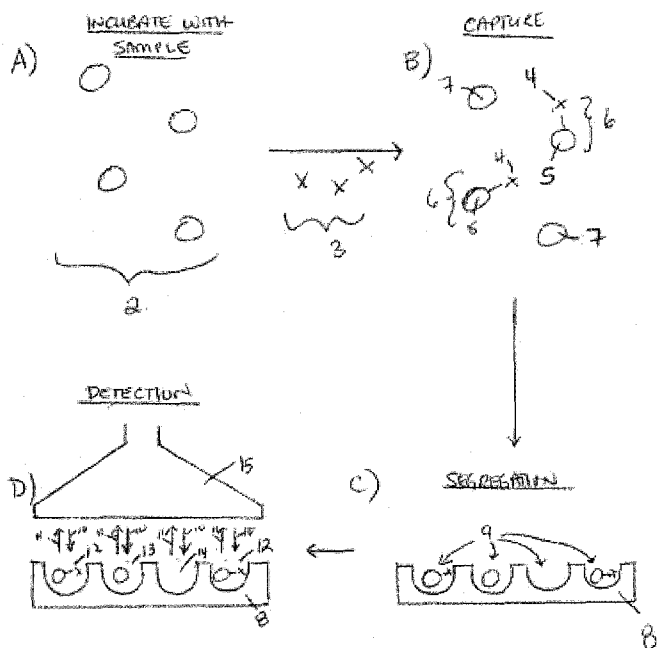 INCUBATE WITH
SAMPLE
A)
2
3
CAPTURE
B)
7
4
6
5
4
6
7
DETECTION
D)
15
12
13
14
12
8
SEGREGATION
C)
9
8